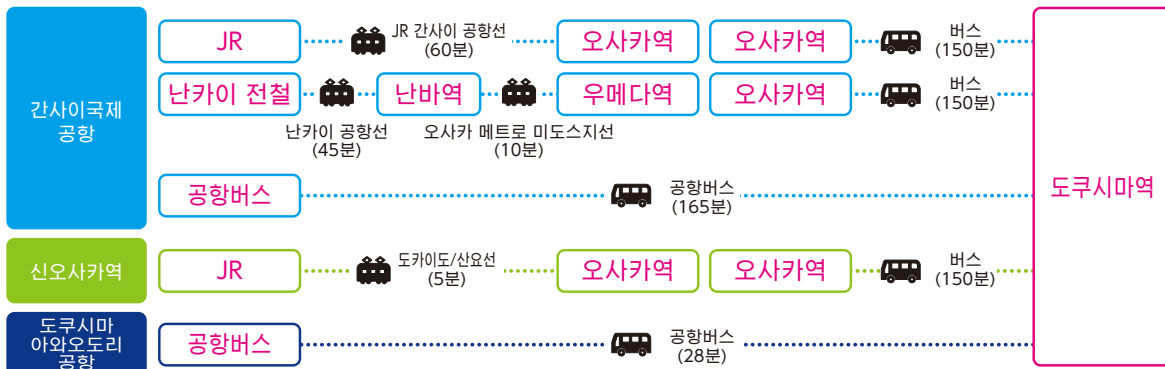 간사이국제
공항
JR
JR 간사이 공항선
(60분)
오사카역
오사카역
버스
(150분)
난카이 전철
난카이 공항선
(45분)
난바역
오사카 메트로 미도스지선
(10분)
우메다역
오사카역
버스
(150분)
공항버스
공항버스
(165분)
신오사카역
JR
도카이도/산요선
(5분)
오사카역
오사카역
버스
(150분)
도쿠시마
아와오도리
공항
공항버스
공항버스
(28분)
도쿠시마역